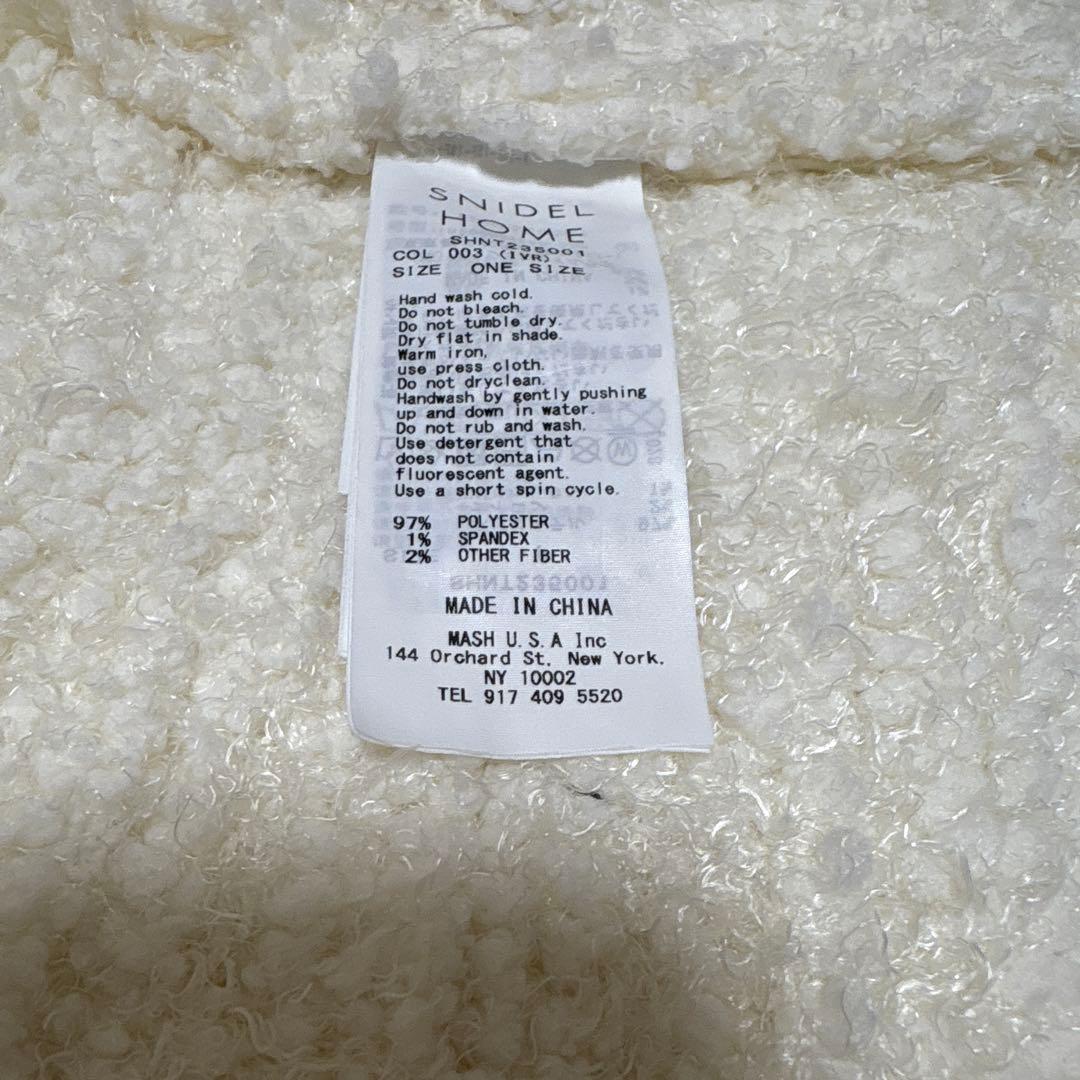 SNIDEL
HOME
SHNT235001
COL 003 (IVR)
SIZE ONE SIZE
Hand wash cold.
Do not bleach.
Do not tumble dry.
Dry flat in shade.
Warm iron,
use press cloth.
Do not dryclean.
Handwash by gently pushing
up and down in water.
Do not rub and wash.
Use detergent that
does not contain
fluorescent agent.
Use a short spin cycle.
97% POLYESTER
1% SPANDEX
2% OTHER FIBER
MADE IN CHINA
MASH U.S.A Inc
144 Orchard St, New York,
NY 10002
TEL 917 409 5520